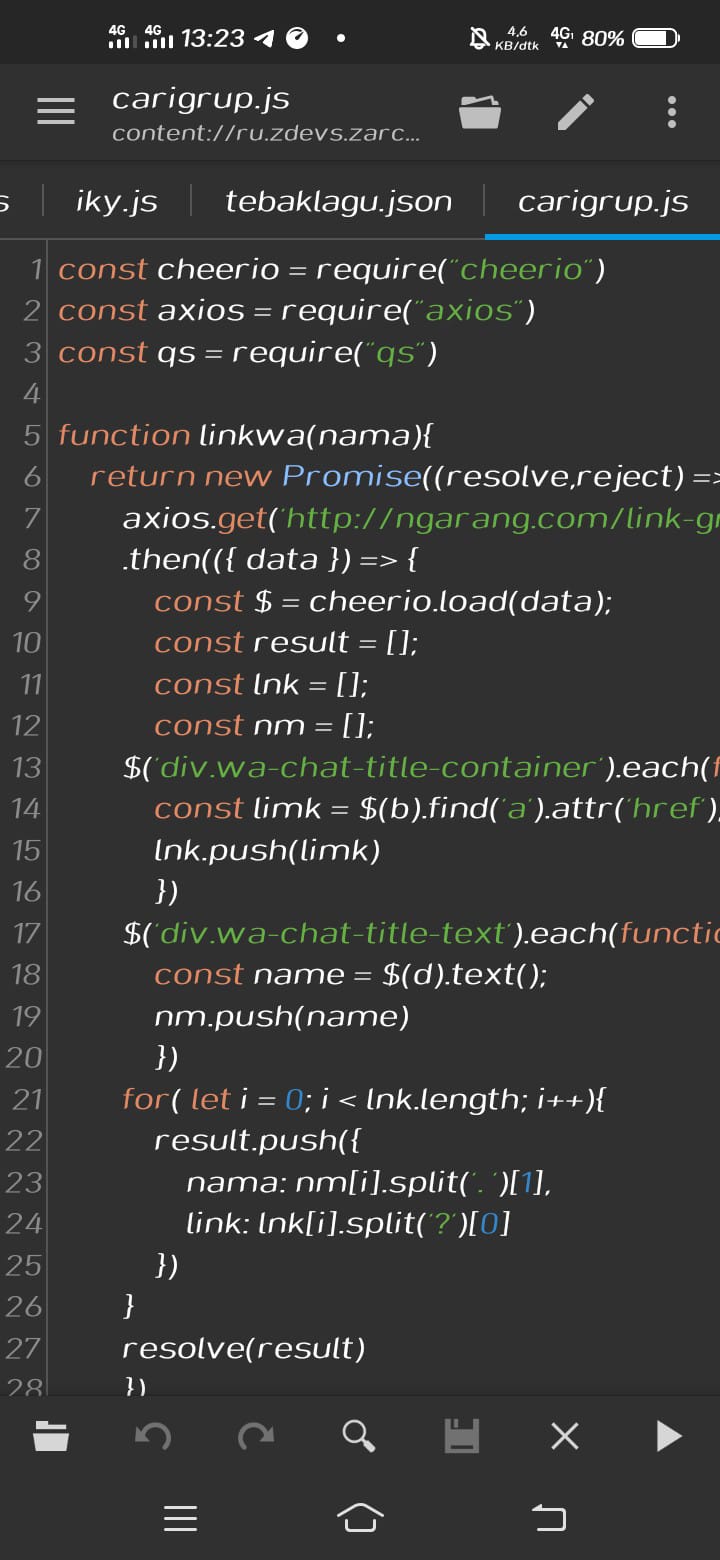 4G 4G 13:23 4,6 KB/dtk 4G 80%
carigrup.js
content://ru.zdevs.zarc...
s iky.js tebaklagu.json carigrup.js
1 const cheerio = require("cheerio")
2 const axios = require("axios")
3 const qs = require("qs")
4
5 function linkwa(nama){
6 return new Promise((resolve,reject) =>
7 axios.get('http://ngarang.com/link-gr
8 .then(({ data }) => {
9 const $ = cheerio.load(data);
10 const result = [];
11 const lnk = [];
12 const nm = [];
13 $('div.wa-chat-title-container').each(f
14 const limk = $(b).find('a').attr('href');
15 lnk.push(limk)
16 })
17 $('div.wa-chat-title-text').each(functio
18 const name = $(d).text();
19 nm.push(name)
20 })
21 for( let i = 0; i < lnk.length; i++){
22 result.push({
23 nama: nm[i].split('. ')[1],
24 link: lnk[i].split('?')[0]
25 })
26 }
27 resolve(result)
28 })